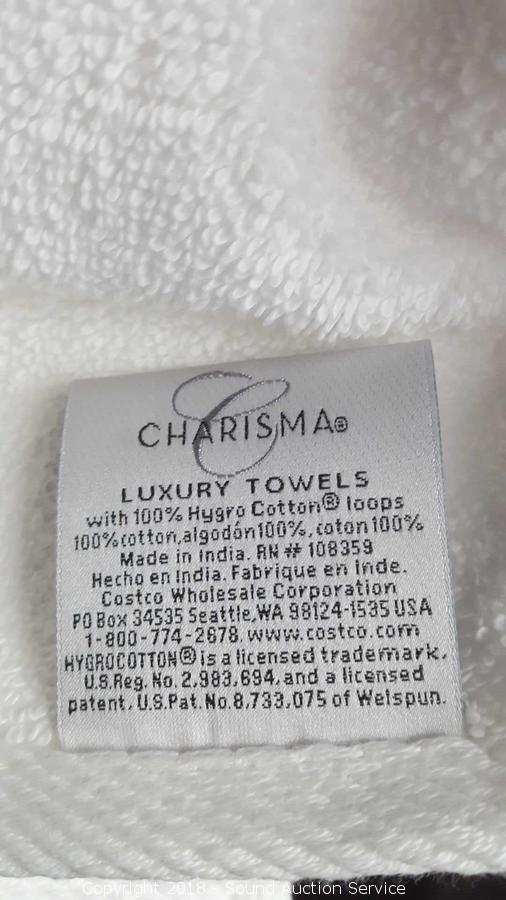 C
CHARISMA®
LUXURY TOWELS
with 100% Hygro Cotton® loops
100%cotton,algodón100%,coton100%
Made in India. RN # 108359
Hecho en India. Fabrique en Inde.
Costco Wholesale Corporation
PO Box 34535 Seattle,WA 98124-1535 USA
1-800-774-2678. www.costco.com
HYGROCOTTON® is a licensed trademark,
U.S.Reg. No. 2,983,694, and a licensed
patent, U.S.Pat. No.8,733,075 of Welspun.
Copyright 2018 - Sound Auction Service